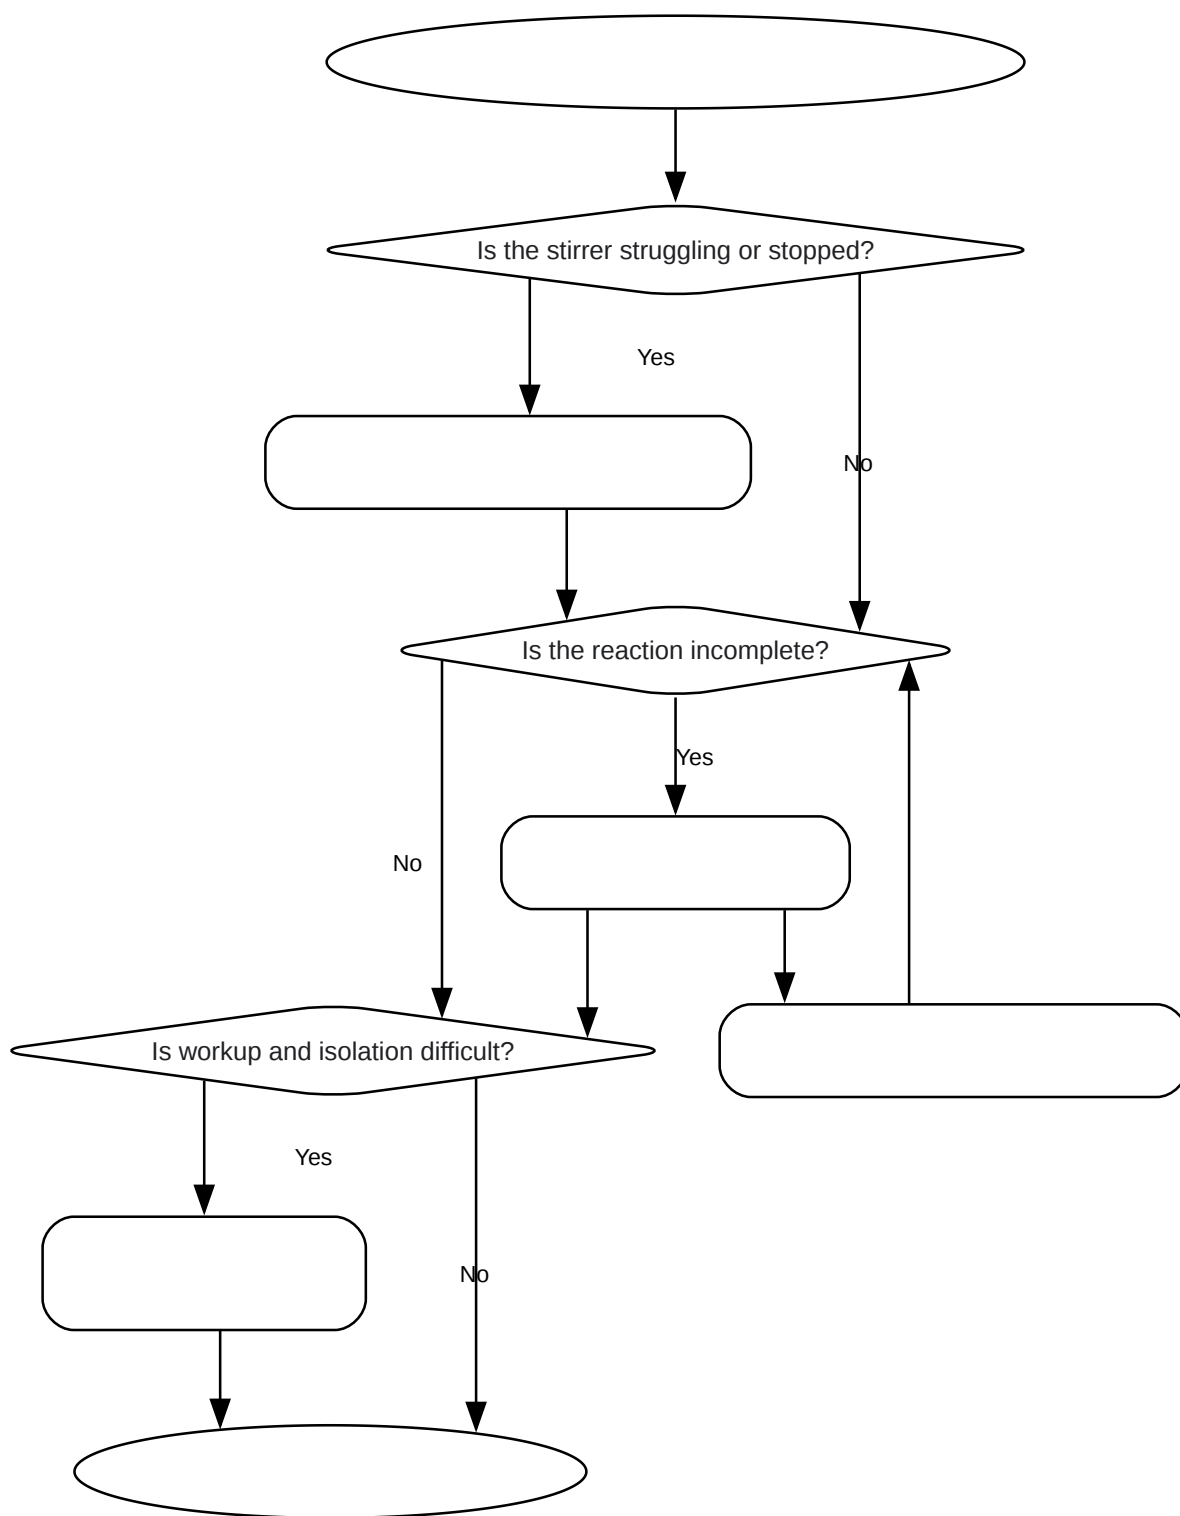 Is the stirrer struggling or stopped?
Yes
No
Is the reaction incomplete?
Yes
No
Is workup and isolation difficult?
Yes
No